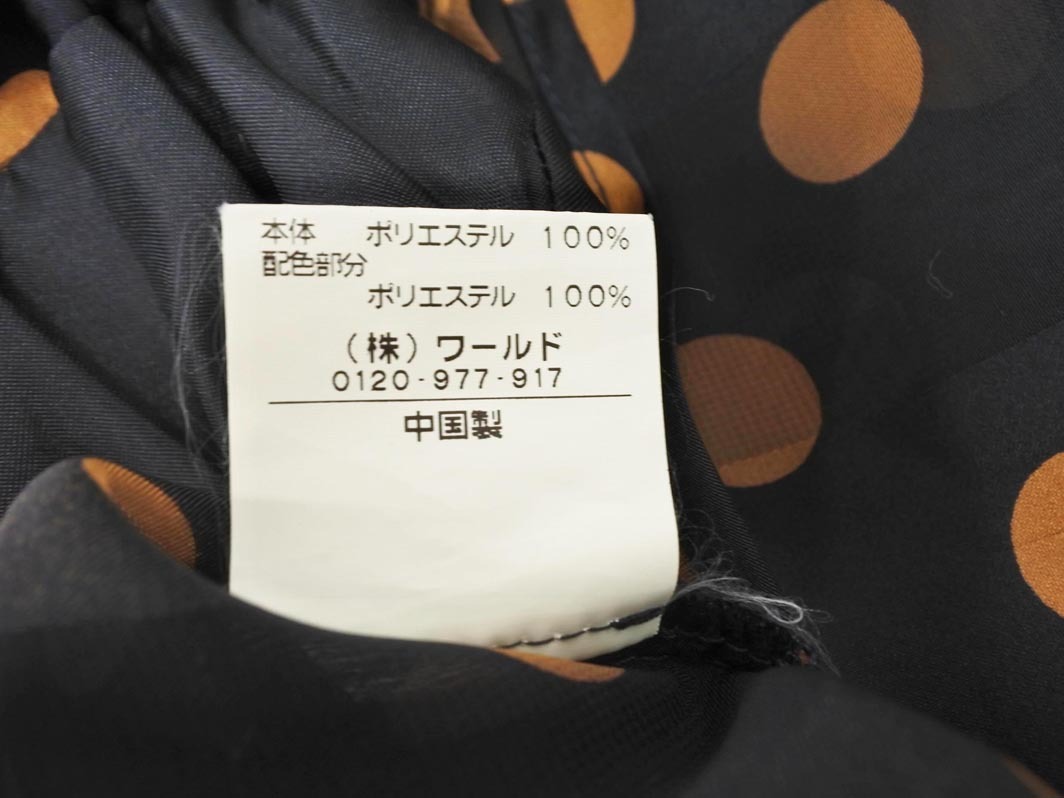 本体 ポリエステル 100%
配色部分
ポリエステル 100%
(株)ワールド
0120-977-917
中国製